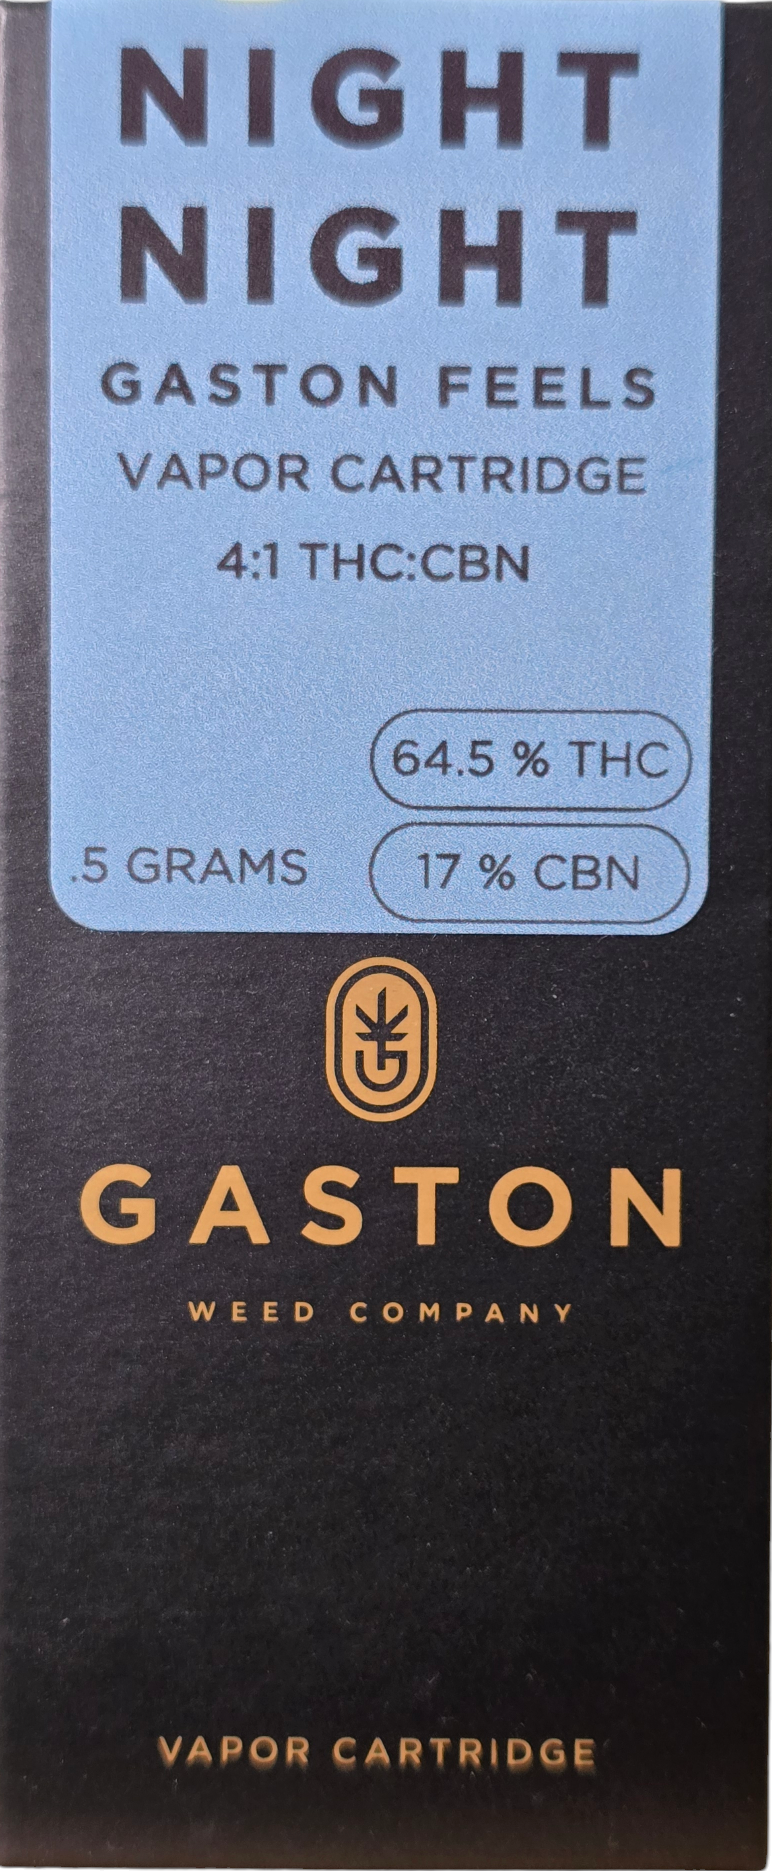 NIGHT
NIGHT
GASTON FEELS
VAPOR CARTRIDGE
4:1 THC:CBN
64.5 % THC
.5 GRAMS
17 % CBN
GASTON
WEED COMPANY
VAPOR CARTRIDGE